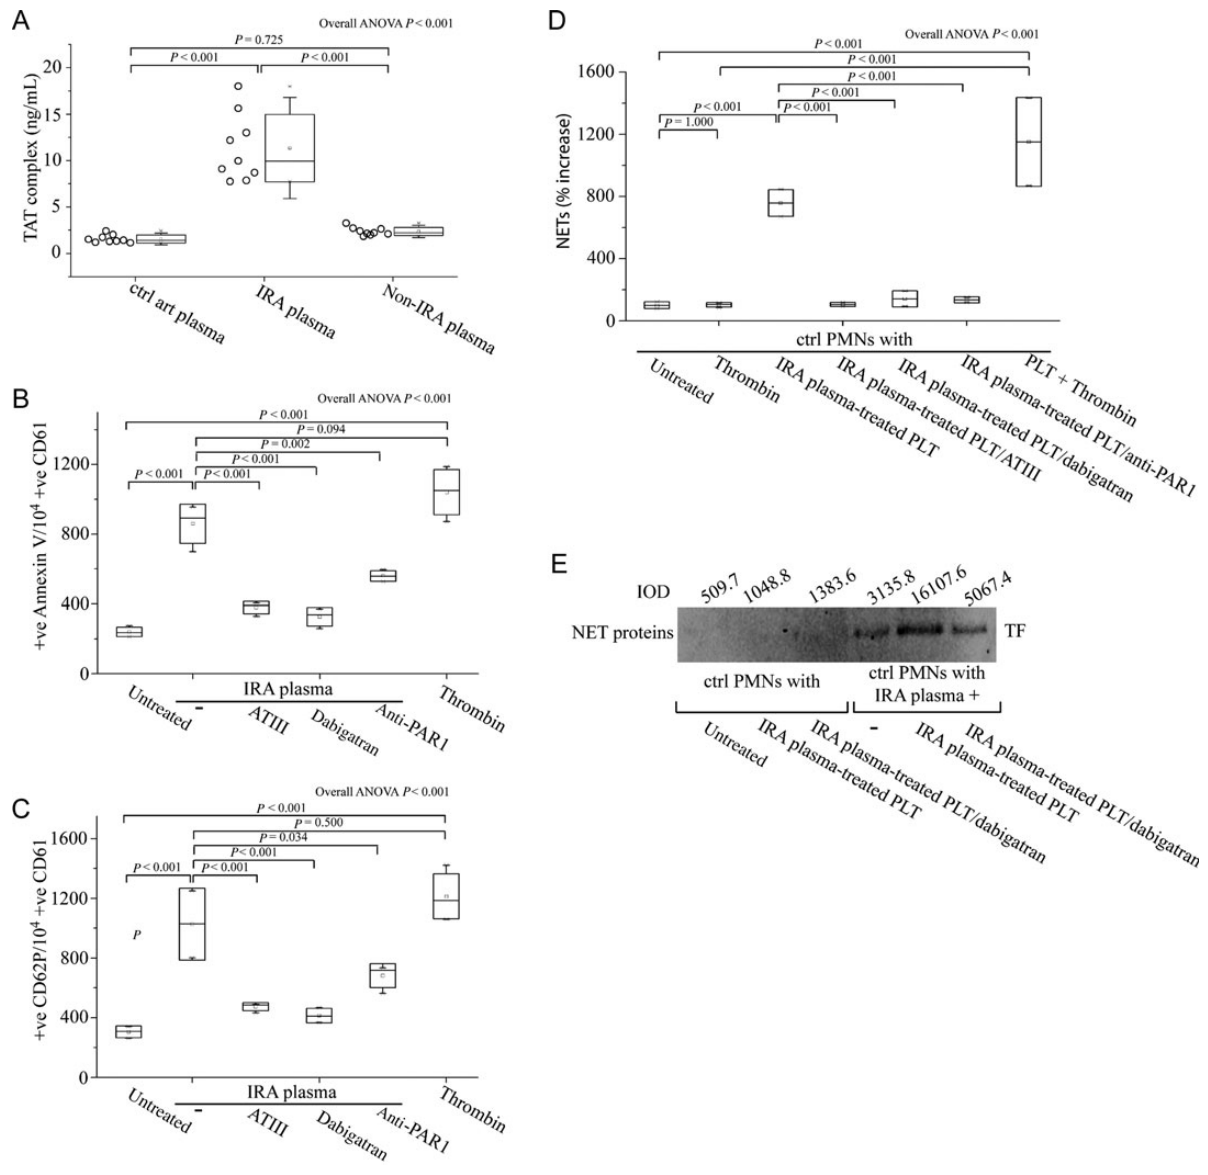 A
Overall ANOVA P < 0.001
P = 0.725
P < 0.001
P < 0.001
TAT complex (ng/mL)
20
15
10
5
0
ctrl art plasma
IRA plasma
Non-IRA plasma
B
Overall ANOVA P < 0.001
P < 0.001
P = 0.094
P = 0.002
P < 0.001
P < 0.001
P < 0.001
+ve Annexin V/10⁴ +ve CD61
1200
800
400
0
Untreated
IRA plasma
-
ATIII
Dabigatran
Anti-PAR1
Thrombin
C
Overall ANOVA P < 0.001
P < 0.001
P = 0.500
P = 0.034
P < 0.001
P < 0.001
P < 0.001
P
+ve CD62P/10⁴ +ve CD61
1600
1200
800
400
0
Untreated
IRA plasma
-
ATIII
Dabigatran
Anti-PAR1
Thrombin
D
Overall ANOVA P < 0.001
P < 0.001
P < 0.001
P < 0.001
P < 0.001
P < 0.001
P < 0.001
P = 1.000
NETs (% increase)
1600
1200
800
400
0
ctrl PMNs with
Untreated
Thrombin
IRA plasma-treated PLT
IRA plasma-treated PLT/ATIII
IRA plasma-treated PLT/dabigatran
IRA plasma-treated PLT/anti-PAR1
PLT + Thrombin
E
IOD
509.7
1048.8
1383.6
3135.8
16107.6
5067.4
NET proteins
TF
ctrl PMNs with
ctrl PMNs with
IRA plasma +
Untreated
IRA plasma-treated PLT
IRA plasma-treated PLT/dabigatran
-
IRA plasma-treated PLT
IRA plasma-treated PLT/dabigatran